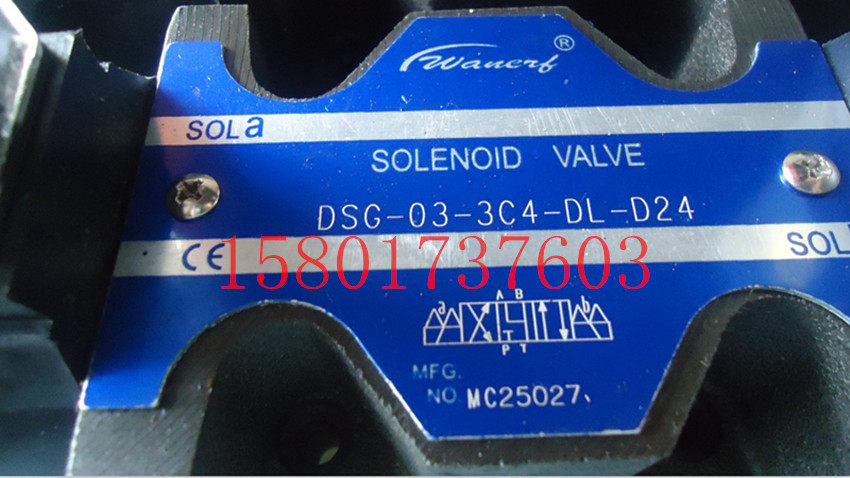 Wanerf ®
SOL a
SOLENOID VALVE
DSG-03-3C4-DL-D24
CE
SOL
15801737603
A B
a
b
T
P T
MFG.
NO. MC25027